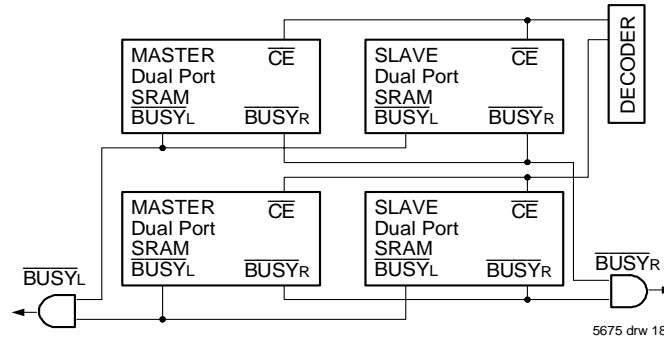 MASTER
Dual Port
SRAM
CE
BUSYL
BUSYR
SLAVE
Dual Port
SRAM
CE
BUSYL
BUSYR
DECODER
MASTER
Dual Port
SRAM
CE
BUSYL
BUSYR
SLAVE
Dual Port
SRAM
CE
BUSYL
BUSYR
BUSYL
BUSYR
5675 drw 18